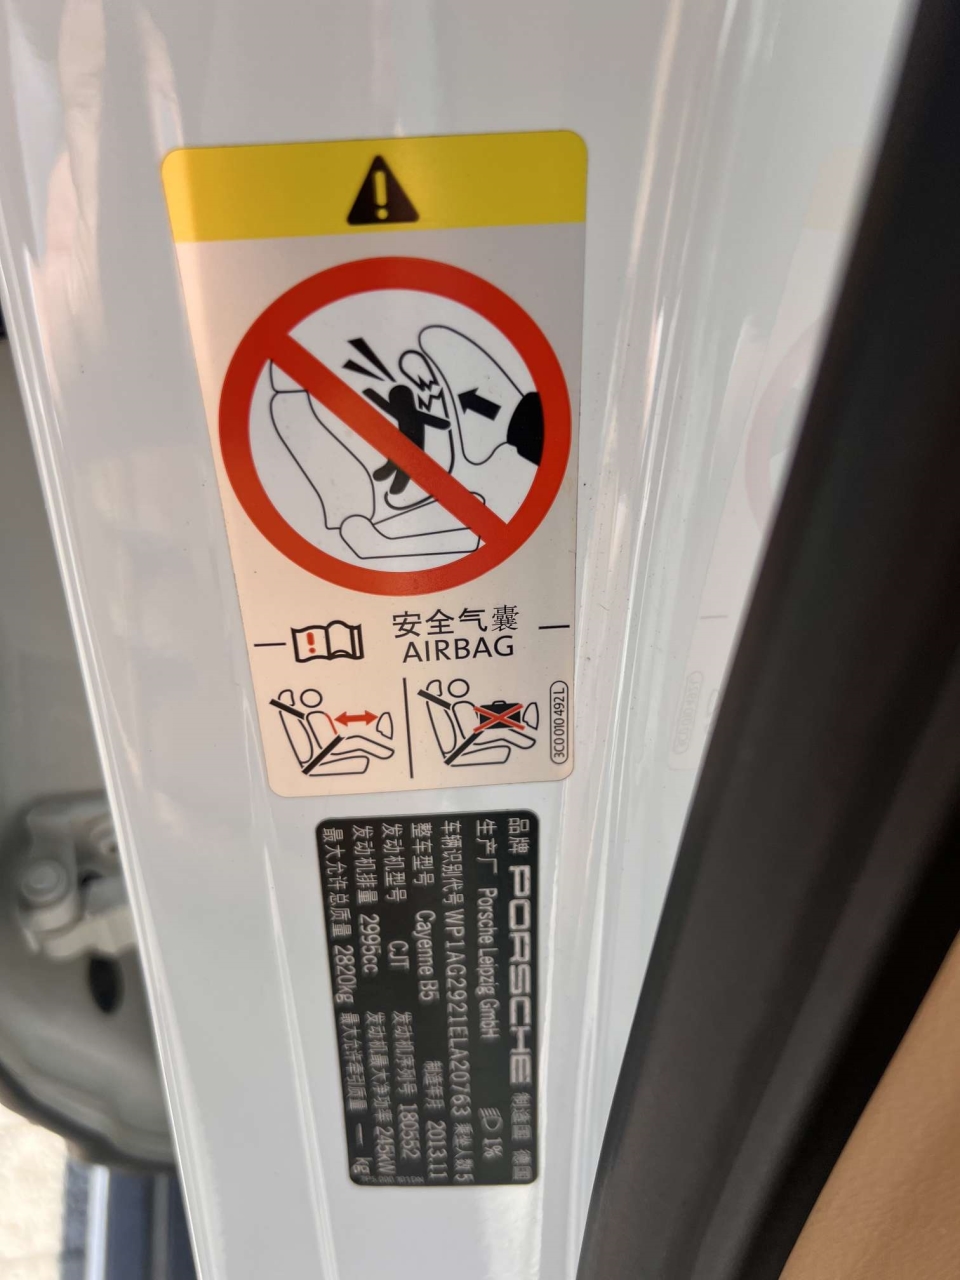 安全气囊
AIRBAG
3C0 010 492 L
品牌 PORSCHE 制造国 德国
生产厂 Porsche Leipzig GmbH 1%
车辆识别代号 WP1AG2921ELA20763 乘坐人数 5
整车型号 Cayenne B5 制造年月 2013.11
发动机型号 CJT 发动机序列号 180552
发动机排量 2995cc 发动机最大净功率 245kW
最大允许总质量 2820kg 最大允许牵引质量 — kg